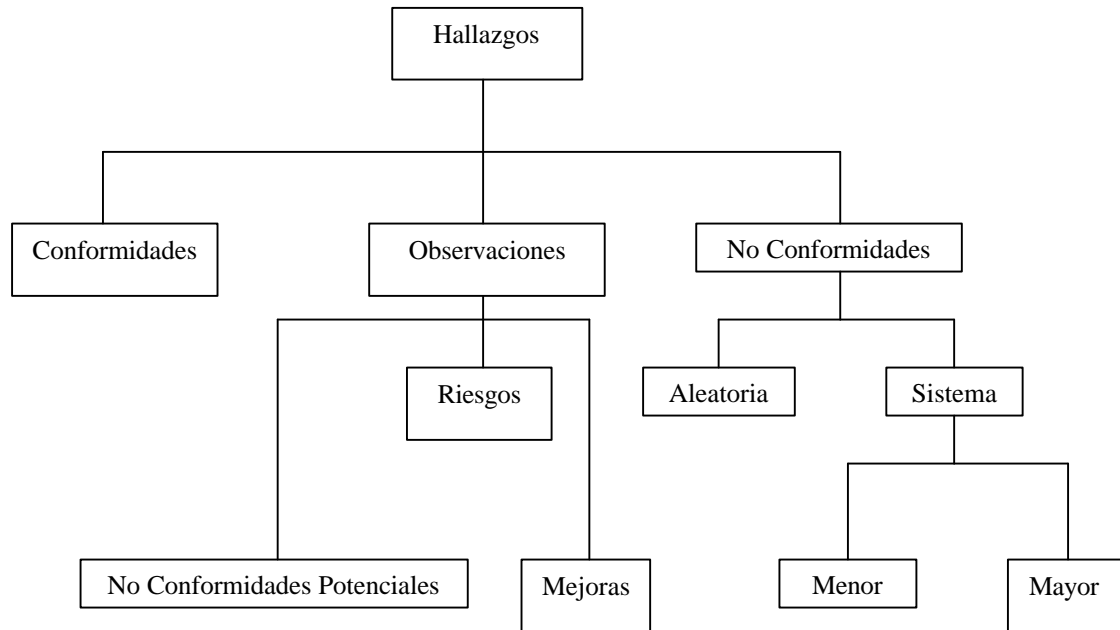 Hallazgos
Conformidades
Observaciones
No Conformidades
Riesgos
Aleatoria
Sistema
No Conformidades Potenciales
Mejoras
Menor
Mayor